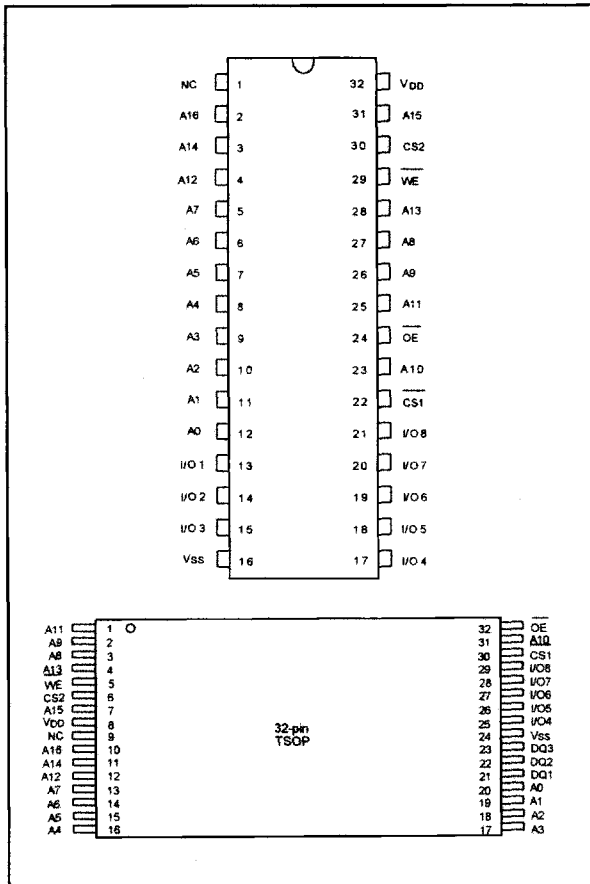 NC 1 32 VDD
A16 2 31 A15
A14 3 30 CS2
A12 4 29 WE
A7 5 28 A13
A6 6 27 A8
A5 7 26 A9
A4 8 25 A11
A3 9 24 OE
A2 10 23 A10
A1 11 22 CS1
A0 12 21 I/O8
I/O1 13 20 I/O7
I/O2 14 19 I/O6
I/O3 15 18 I/O5
VSS 16 17 I/O4
A11 1 32 OE
A9 2 31 A10
A8 3 30 CS1
A13 4 29 I/O8
WE 5 28 I/O7
CS2 6 27 I/O6
A15 7 26 I/O5
VDD 8 25 I/O4
NC 9 24 VSS
A16 10 23 DQ3
A14 11 22 DQ2
A12 12 21 DQ1
A7 13 20 A0
A6 14 19 A1
A5 15 18 A2
A4 16 17 A3
32-pin
TSOP